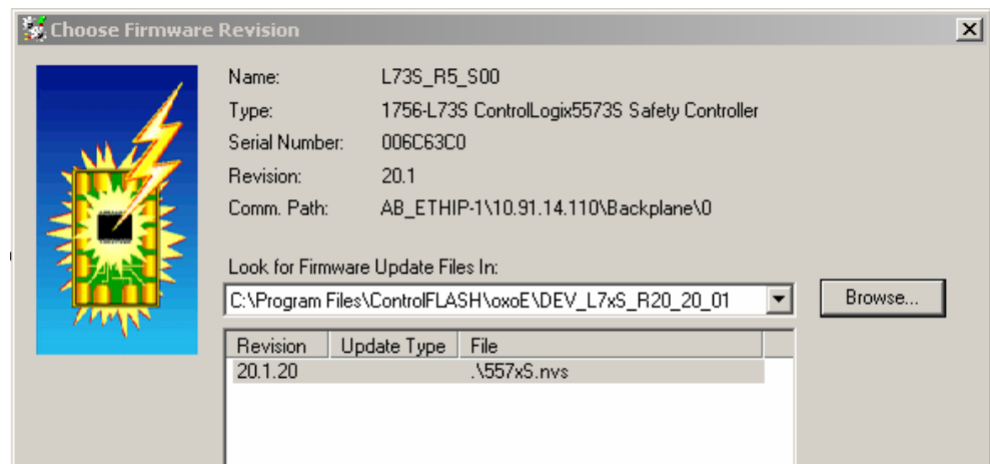 Choose Firmware Revision
Name: L73S_R5_S00
Type: 1756-L73S ControlLogix5573S Safety Controller
Serial Number: 006C63C0
Revision: 20.1
Comm. Path: AB_ETHIP-1\10.91.14.110\Backplane\0
Look for Firmware Update Files In:
C:\Program Files\ControlFLASH\oxoE\DEV_L7xS_R20_20_01 Browse...
Revision Update Type File
20.1.20 .\557xS.nvs